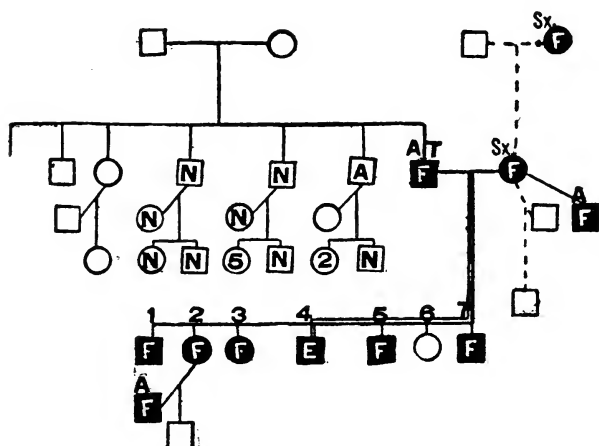 Sx.
F
A T Sx.
N N A F F
A
N N F
N N 5 N 2 N
1 2 3 4 5 6 7
F F F E F F
A
F